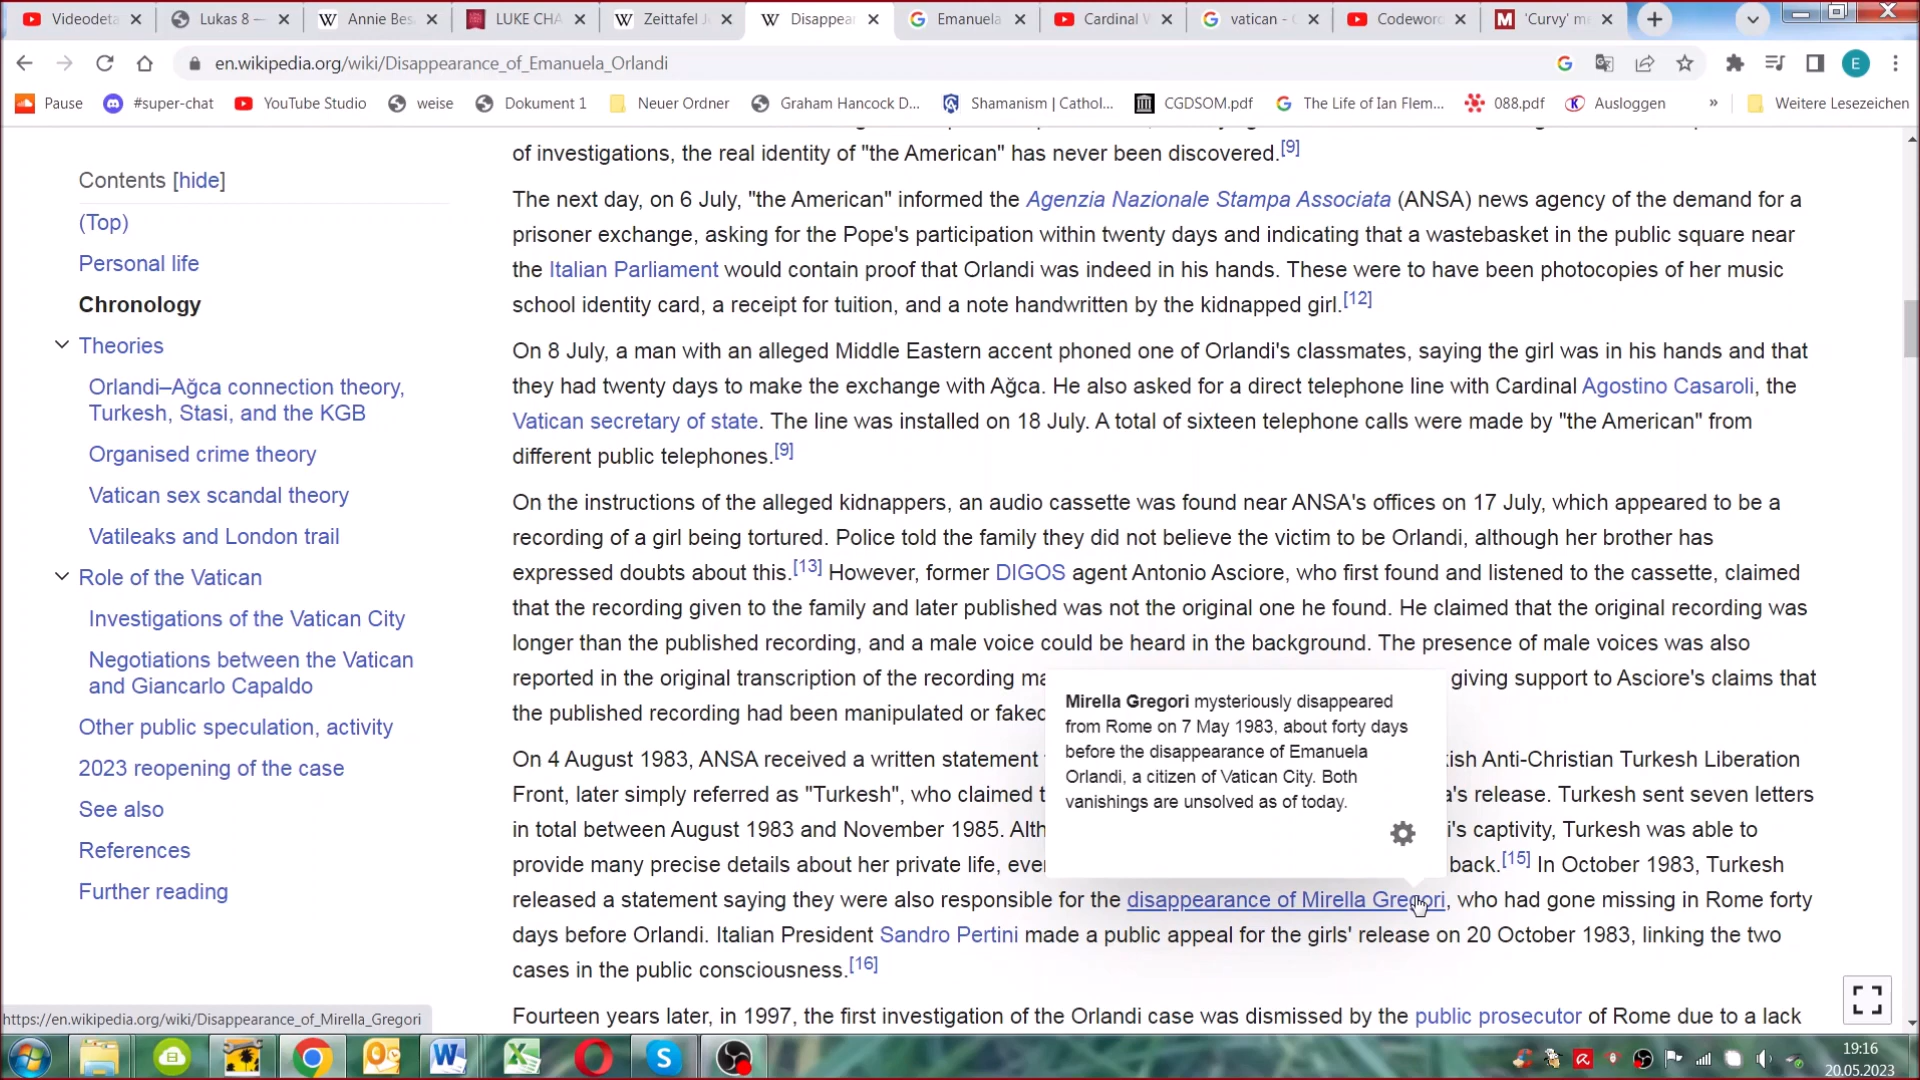 Videodeta
Lukas 8 —
Annie Bes
LUKE CHA
Zeittafel J
Disappear
Emanuela
Cardinal V
vatican -
Codeword
'Curvy' m
en.wikipedia.org/wiki/Disappearance_of_Emanuela_Orlandi
E
Pause
#super-chat
YouTube Studio
weise
Dokument 1
Neuer Ordner
Graham Hancock D...
Shamanism | Cathol...
CGDSOM.pdf
The Life of Ian Flem...
088.pdf
Ausloggen
»
Weitere Lesezeichen
Contents [hide]
(Top)
Personal life
Chronology
Theories
Orlandi–Ağca connection theory,
Turkesh, Stasi, and the KGB
Organised crime theory
Vatican sex scandal theory
Vatileaks and London trail
Role of the Vatican
Investigations of the Vatican City
Negotiations between the Vatican
and Giancarlo Capaldo
Other public speculation, activity
2023 reopening of the case
See also
References
Further reading
of investigations, the real identity of "the American" has never been discovered.[9]
The next day, on 6 July, "the American" informed the Agenzia Nazionale Stampa Associata (ANSA) news agency of the demand for a
prisoner exchange, asking for the Pope's participation within twenty days and indicating that a wastebasket in the public square near
the Italian Parliament would contain proof that Orlandi was indeed in his hands. These were to have been photocopies of her music
school identity card, a receipt for tuition, and a note handwritten by the kidnapped girl.[12]
On 8 July, a man with an alleged Middle Eastern accent phoned one of Orlandi's classmates, saying the girl was in his hands and that
they had twenty days to make the exchange with Ağca. He also asked for a direct telephone line with Cardinal Agostino Casaroli, the
Vatican secretary of state. The line was installed on 18 July. A total of sixteen telephone calls were made by "the American" from
different public telephones.[9]
On the instructions of the alleged kidnappers, an audio cassette was found near ANSA's offices on 17 July, which appeared to be a
recording of a girl being tortured. Police told the family they did not believe the victim to be Orlandi, although her brother has
expressed doubts about this.[13] However, former DIGOS agent Antonio Asciore, who first found and listened to the cassette, claimed
that the recording given to the family and later published was not the original one he found. He claimed that the original recording was
longer than the published recording, and a male voice could be heard in the background. The presence of male voices was also
reported in the original transcription of the recording ma giving support to Asciore's claims that
the published recording had been manipulated or faked
On 4 August 1983, ANSA received a written statement kish Anti-Christian Turkesh Liberation
Front, later simply referred as "Turkesh", who claimed t a's release. Turkesh sent seven letters
in total between August 1983 and November 1985. Alth i's captivity, Turkesh was able to
provide many precise details about her private life, eve back.[15] In October 1983, Turkesh
released a statement saying they were also responsible for the disappearance of Mirella Gregori, who had gone missing in Rome forty
days before Orlandi. Italian President Sandro Pertini made a public appeal for the girls' release on 20 October 1983, linking the two
cases in the public consciousness.[16]
Fourteen years later, in 1997, the first investigation of the Orlandi case was dismissed by the public prosecutor of Rome due to a lack
Mirella Gregori mysteriously disappeared
from Rome on 7 May 1983, about forty days
before the disappearance of Emanuela
Orlandi, a citizen of Vatican City. Both
vanishings are unsolved as of today.
https://en.wikipedia.org/wiki/Disappearance_of_Mirella_Gregori
19:16
20.05.2023